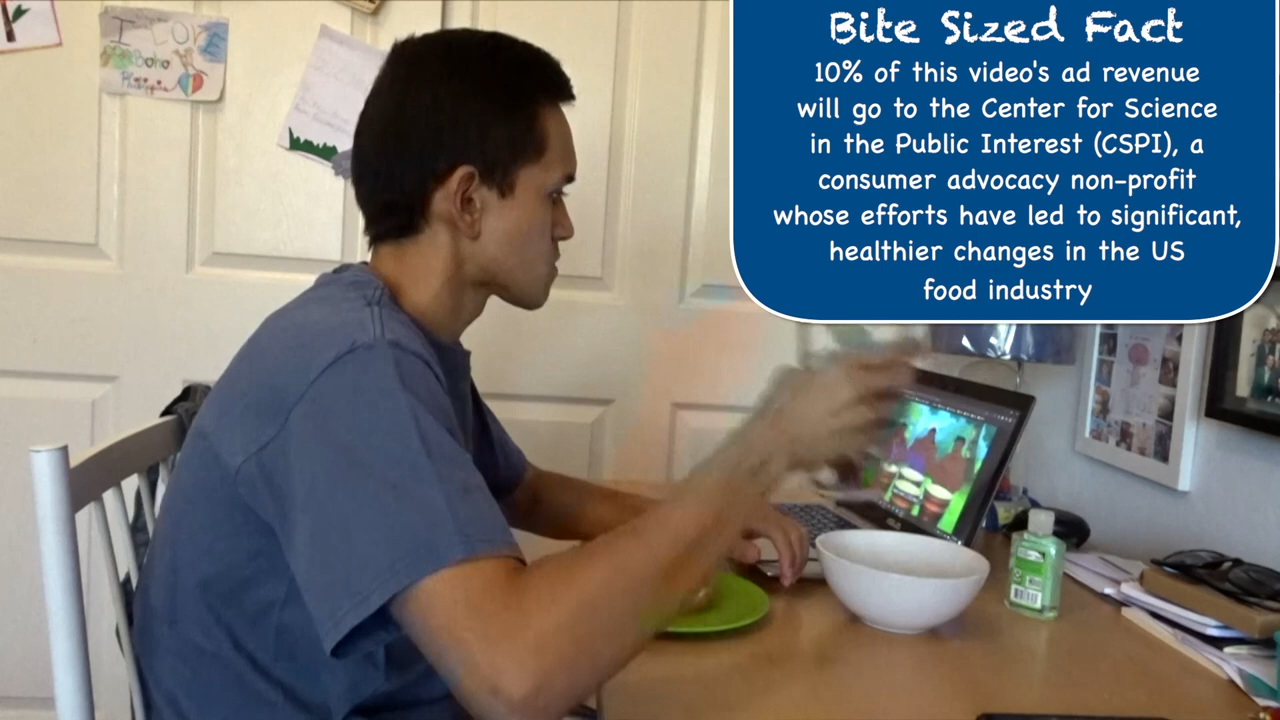 Bite Sized Fact
10% of this video's ad revenue
will go to the Center for Science
in the Public Interest (CSPI), a
consumer advocacy non-profit
whose efforts have led to significant,
healthier changes in the US
food industry
I LOVE
Boho